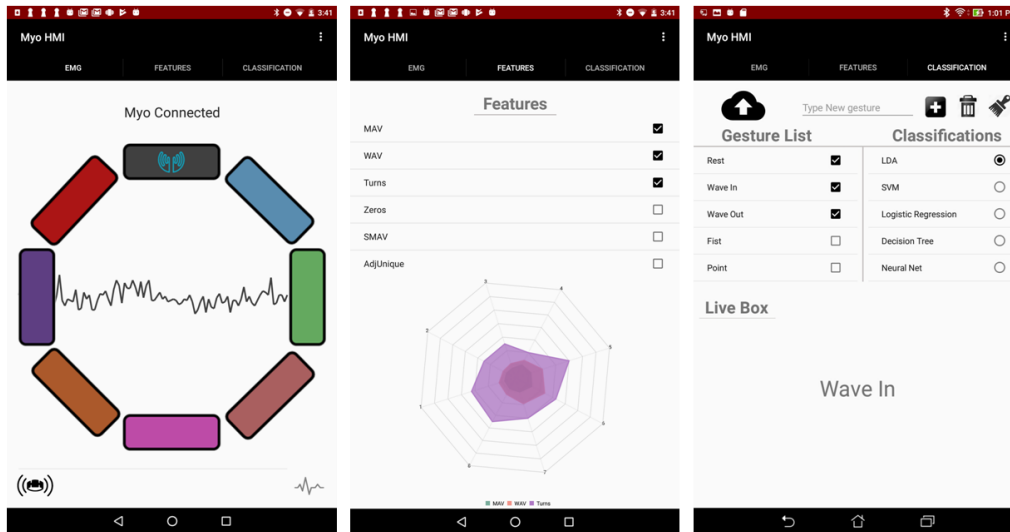 3:41
Myo HMI
EMG FEATURES CLASSIFICATION
Myo Connected
3:41
Myo HMI
EMG FEATURES CLASSIFICATION
Features
MAV
WAV
Turns
Zeros
SMAV
AdjUnique
3 4
2 5
1 6
8 7
MAV WAV Turns
1:01 P
Myo HMI
EMG FEATURES CLASSIFICATION
Type New gesture
Gesture List Classifications
Rest LDA
Wave In SVM
Wave Out Logistic Regression
Fist Decision Tree
Point Neural Net
Live Box
Wave In